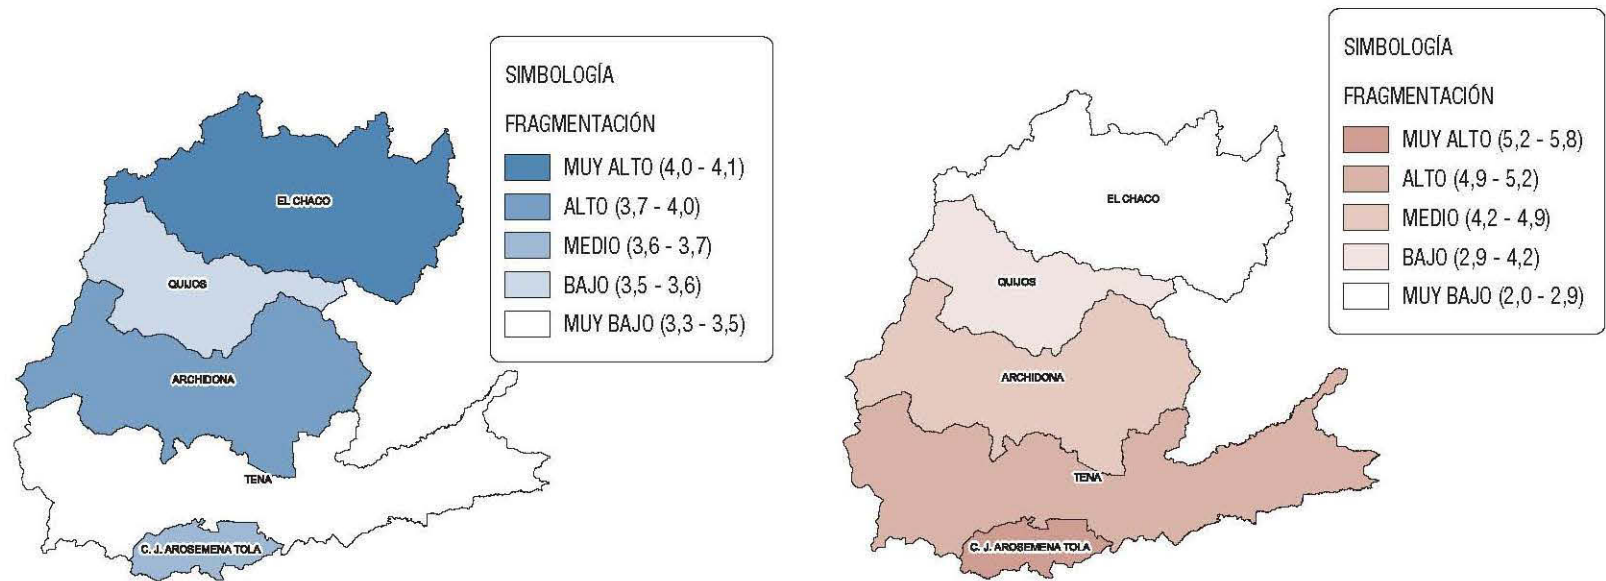 SIMBOLOGÍA
FRAGMENTACIÓN
MUY ALTO (4,0 - 4,1)
ALTO (3,7 - 4,0)
MEDIO (3,6 - 3,7)
BAJO (3,5 - 3,6)
MUY BAJO (3,3 - 3,5)
EL CHACO
QUIJOS
ARCHIDONA
TENA
C. J. AROSEMENA TOLA
SIMBOLOGÍA
FRAGMENTACIÓN
MUY ALTO (5,2 - 5,8)
ALTO (4,9 - 5,2)
MEDIO (4,2 - 4,9)
BAJO (2,9 - 4,2)
MUY BAJO (2,0 - 2,9)
EL CHACO
QUIJOS
ARCHIDONA
TENA
C. J. AROSEMENA TOLA